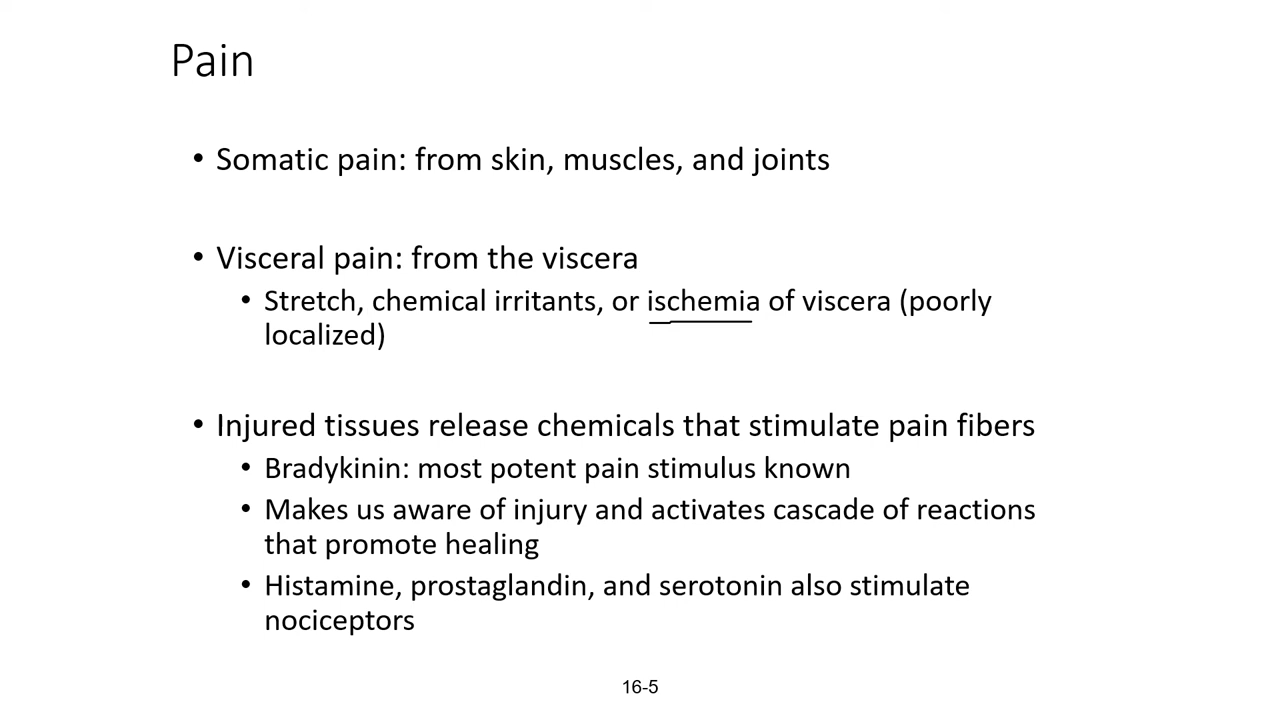 Pain
• Somatic pain: from skin, muscles, and joints
• Visceral pain: from the viscera
• Stretch, chemical irritants, or ischemia of viscera (poorly
localized)
• Injured tissues release chemicals that stimulate pain fibers
• Bradykinin: most potent pain stimulus known
• Makes us aware of injury and activates cascade of reactions
that promote healing
• Histamine, prostaglandin, and serotonin also stimulate
nociceptors
16-5